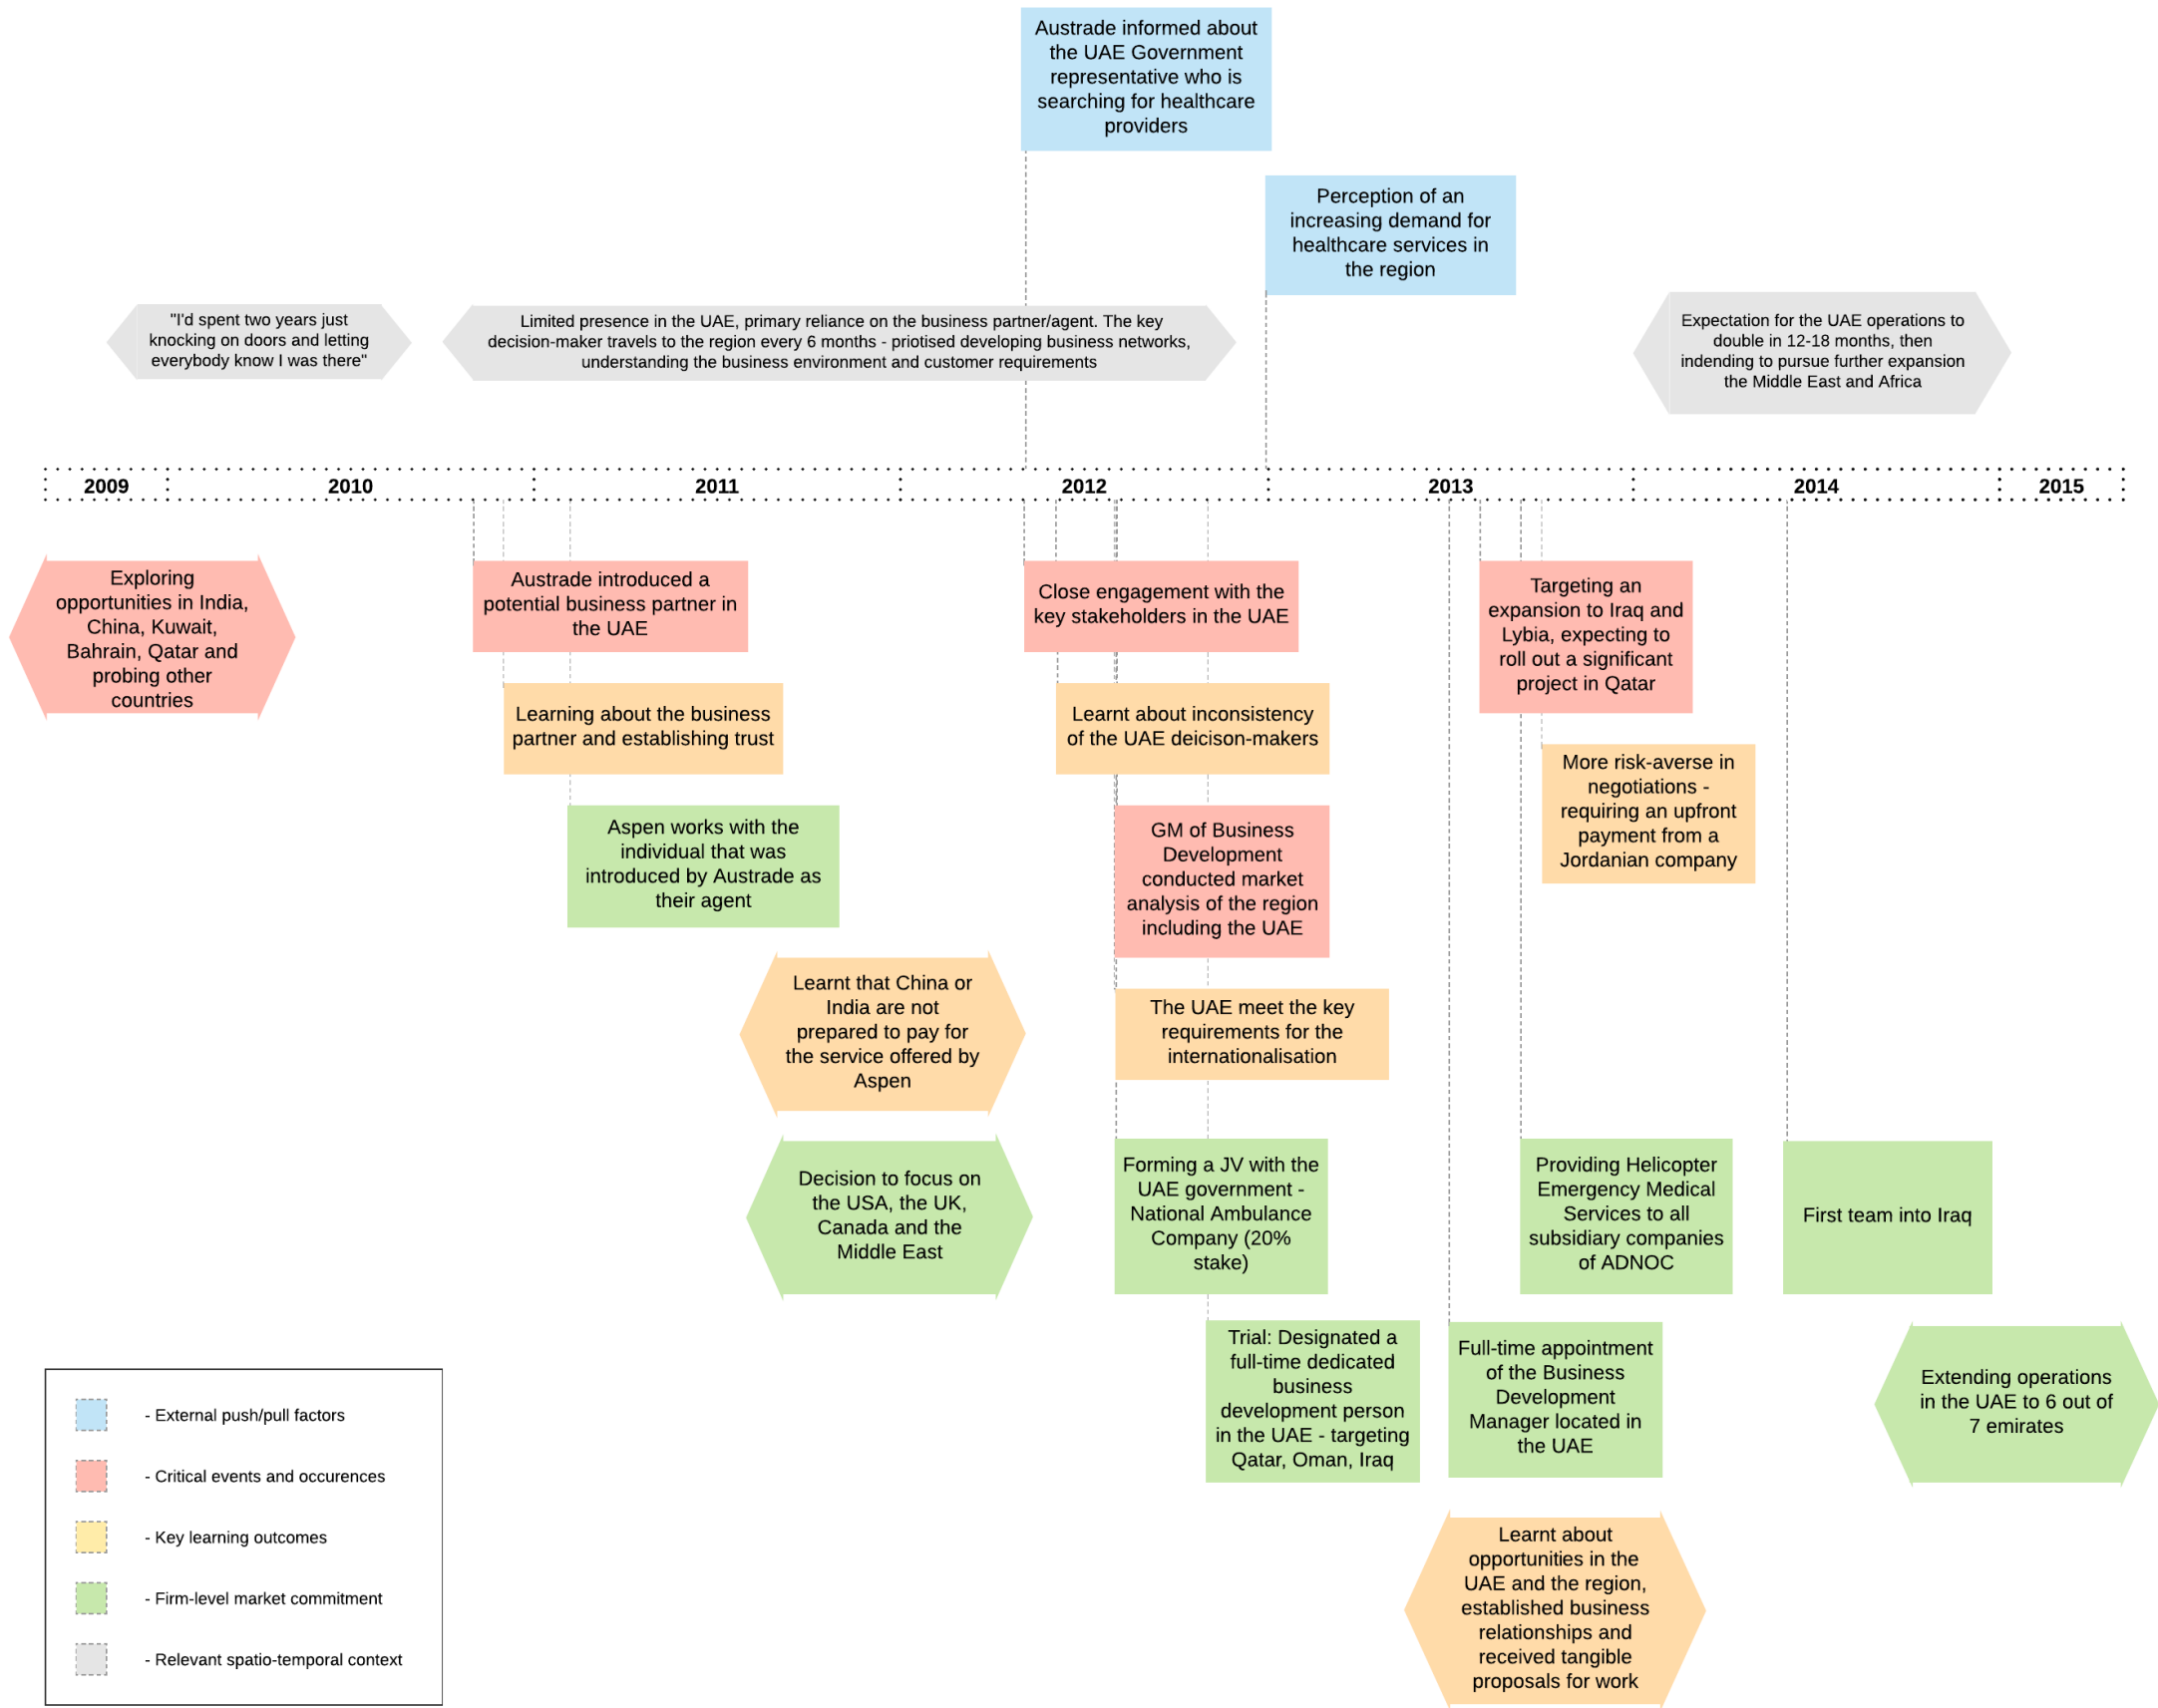 Austrade informed about
the UAE Government
representative who is
searching for healthcare
providers
Perception of an
increasing demand for
healthcare services in
the region
"I'd spent two years just
knocking on doors and letting
everybody know I was there"
Limited presence in the UAE, primary reliance on the business partner/agent. The key
decision-maker travels to the region every 6 months - priotised developing business networks,
understanding the business environment and customer requirements
Expectation for the UAE operations to
double in 12-18 months, then
indending to pursue further expansion
the Middle East and Africa
2009
2010
2011
2012
2013
2014
2015
Exploring
opportunities in India,
China, Kuwait,
Bahrain, Qatar and
probing other
countries
Austrade introduced a
potential business partner in
the UAE
Close engagement with the
key stakeholders in the UAE
Targeting an
expansion to Iraq and
Lybia, expecting to
roll out a significant
project in Qatar
Learning about the business
partner and establishing trust
Learnt about inconsistency
of the UAE deicison-makers
More risk-averse in
negotiations -
requiring an upfront
payment from a
Jordanian company
Aspen works with the
individual that was
introduced by Austrade as
their agent
GM of Business
Development
conducted market
analysis of the region
including the UAE
Learnt that China or
India are not
prepared to pay for
the service offered by
Aspen
The UAE meet the key
requirements for the
internationalisation
Decision to focus on
the USA, the UK,
Canada and the
Middle East
Forming a JV with the
UAE government -
National Ambulance
Company (20%
stake)
Providing Helicopter
Emergency Medical
Services to all
subsidiary companies
of ADNOC
First team into Iraq
Trial: Designated a
full-time dedicated
business
development person
in the UAE - targeting
Qatar, Oman, Iraq
Full-time appointment
of the Business
Development
Manager located in
the UAE
Extending operations
in the UAE to 6 out of
7 emirates
Learnt about
opportunities in the
UAE and the region,
established business
relationships and
received tangible
proposals for work
- External push/pull factors
- Critical events and occurences
- Key learning outcomes
- Firm-level market commitment
- Relevant spatio-temporal context